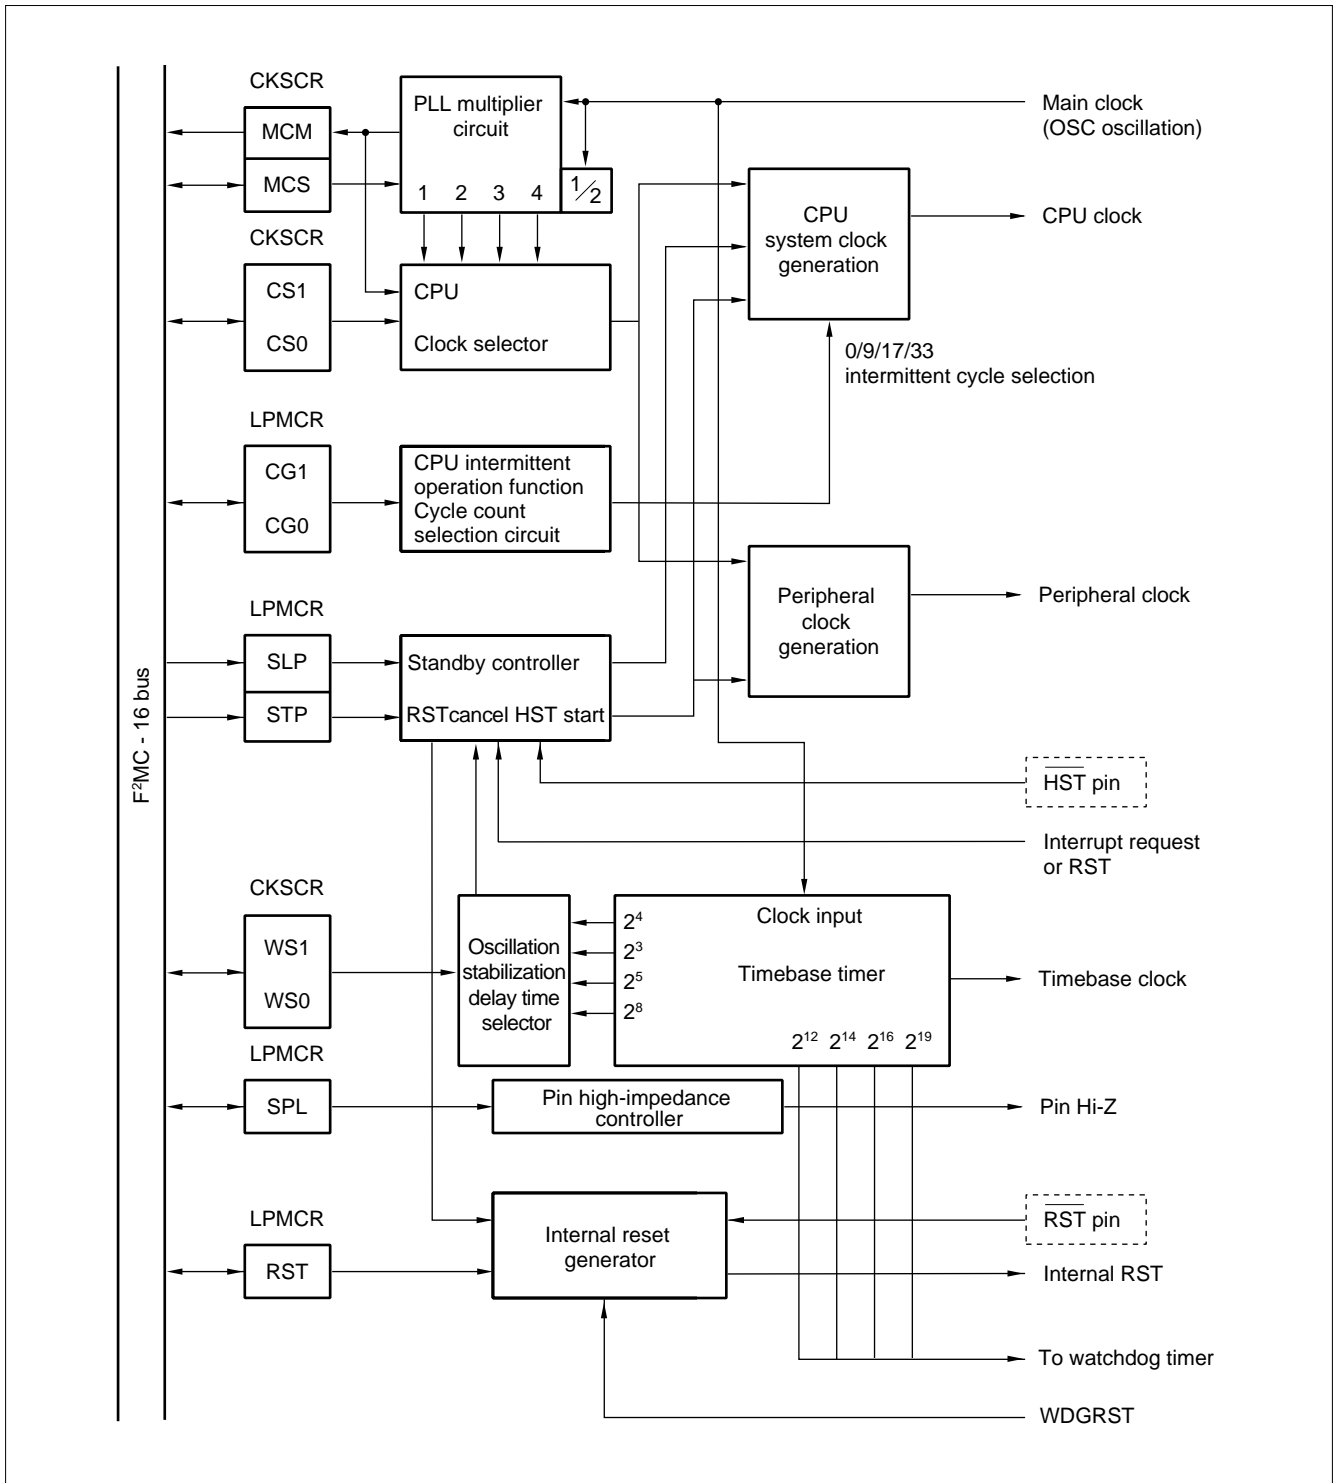 CKSCR
MCM
MCS
PLL multiplier
circuit
1 2 3 4
1/2
Main clock
(OSC oscillation)
CPU
system clock
generation
CPU clock
CKSCR
CS1
CS0
CPU
Clock selector
0/9/17/33
intermittent cycle selection
LPMCR
CG1
CG0
CPU intermittent
operation function
Cycle count
selection circuit
Peripheral
clock
generation
Peripheral clock
LPMCR
SLP
STP
Standby controller
RSTcancel HST start
F²MC - 16 bus
HST pin
Interrupt request
or RST
CKSCR
WS1
WS0
Oscillation
stabilization
delay time
selector
2⁴
2³
2⁵
2⁸
Clock input
Timebase timer
2¹² 2¹⁴ 2¹⁶ 2¹⁹
Timebase clock
LPMCR
SPL
Pin high-impedance
controller
Pin Hi-Z
LPMCR
RST
Internal reset
generator
RST pin
Internal RST
To watchdog timer
WDGRST